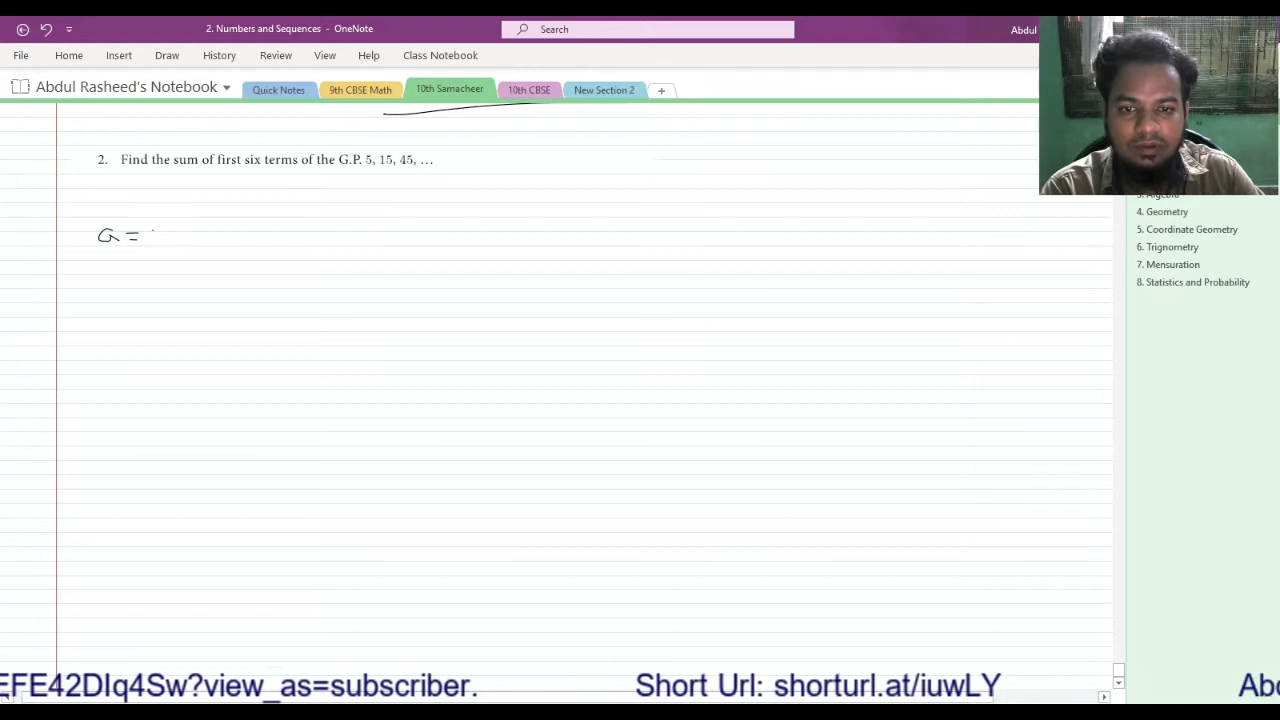 2. Numbers and Sequences - OneNote
Search
Abdul
File Home Insert Draw History Review View Help Class Notebook
Abdul Rasheed's Notebook
Quick Notes
9th CBSE Math
10th Samacheer
10th CBSE
New Section 2
+
2. Find the sum of first six terms of the G.P. 5, 15, 45, …
a =
4. Geometry
5. Coordinate Geometry
6. Trignometry
7. Mensuration
8. Statistics and Probability
EFE42DIq4Sw?view_as=subscriber.
Short Url: shorturl.at/iuwLY
Abd